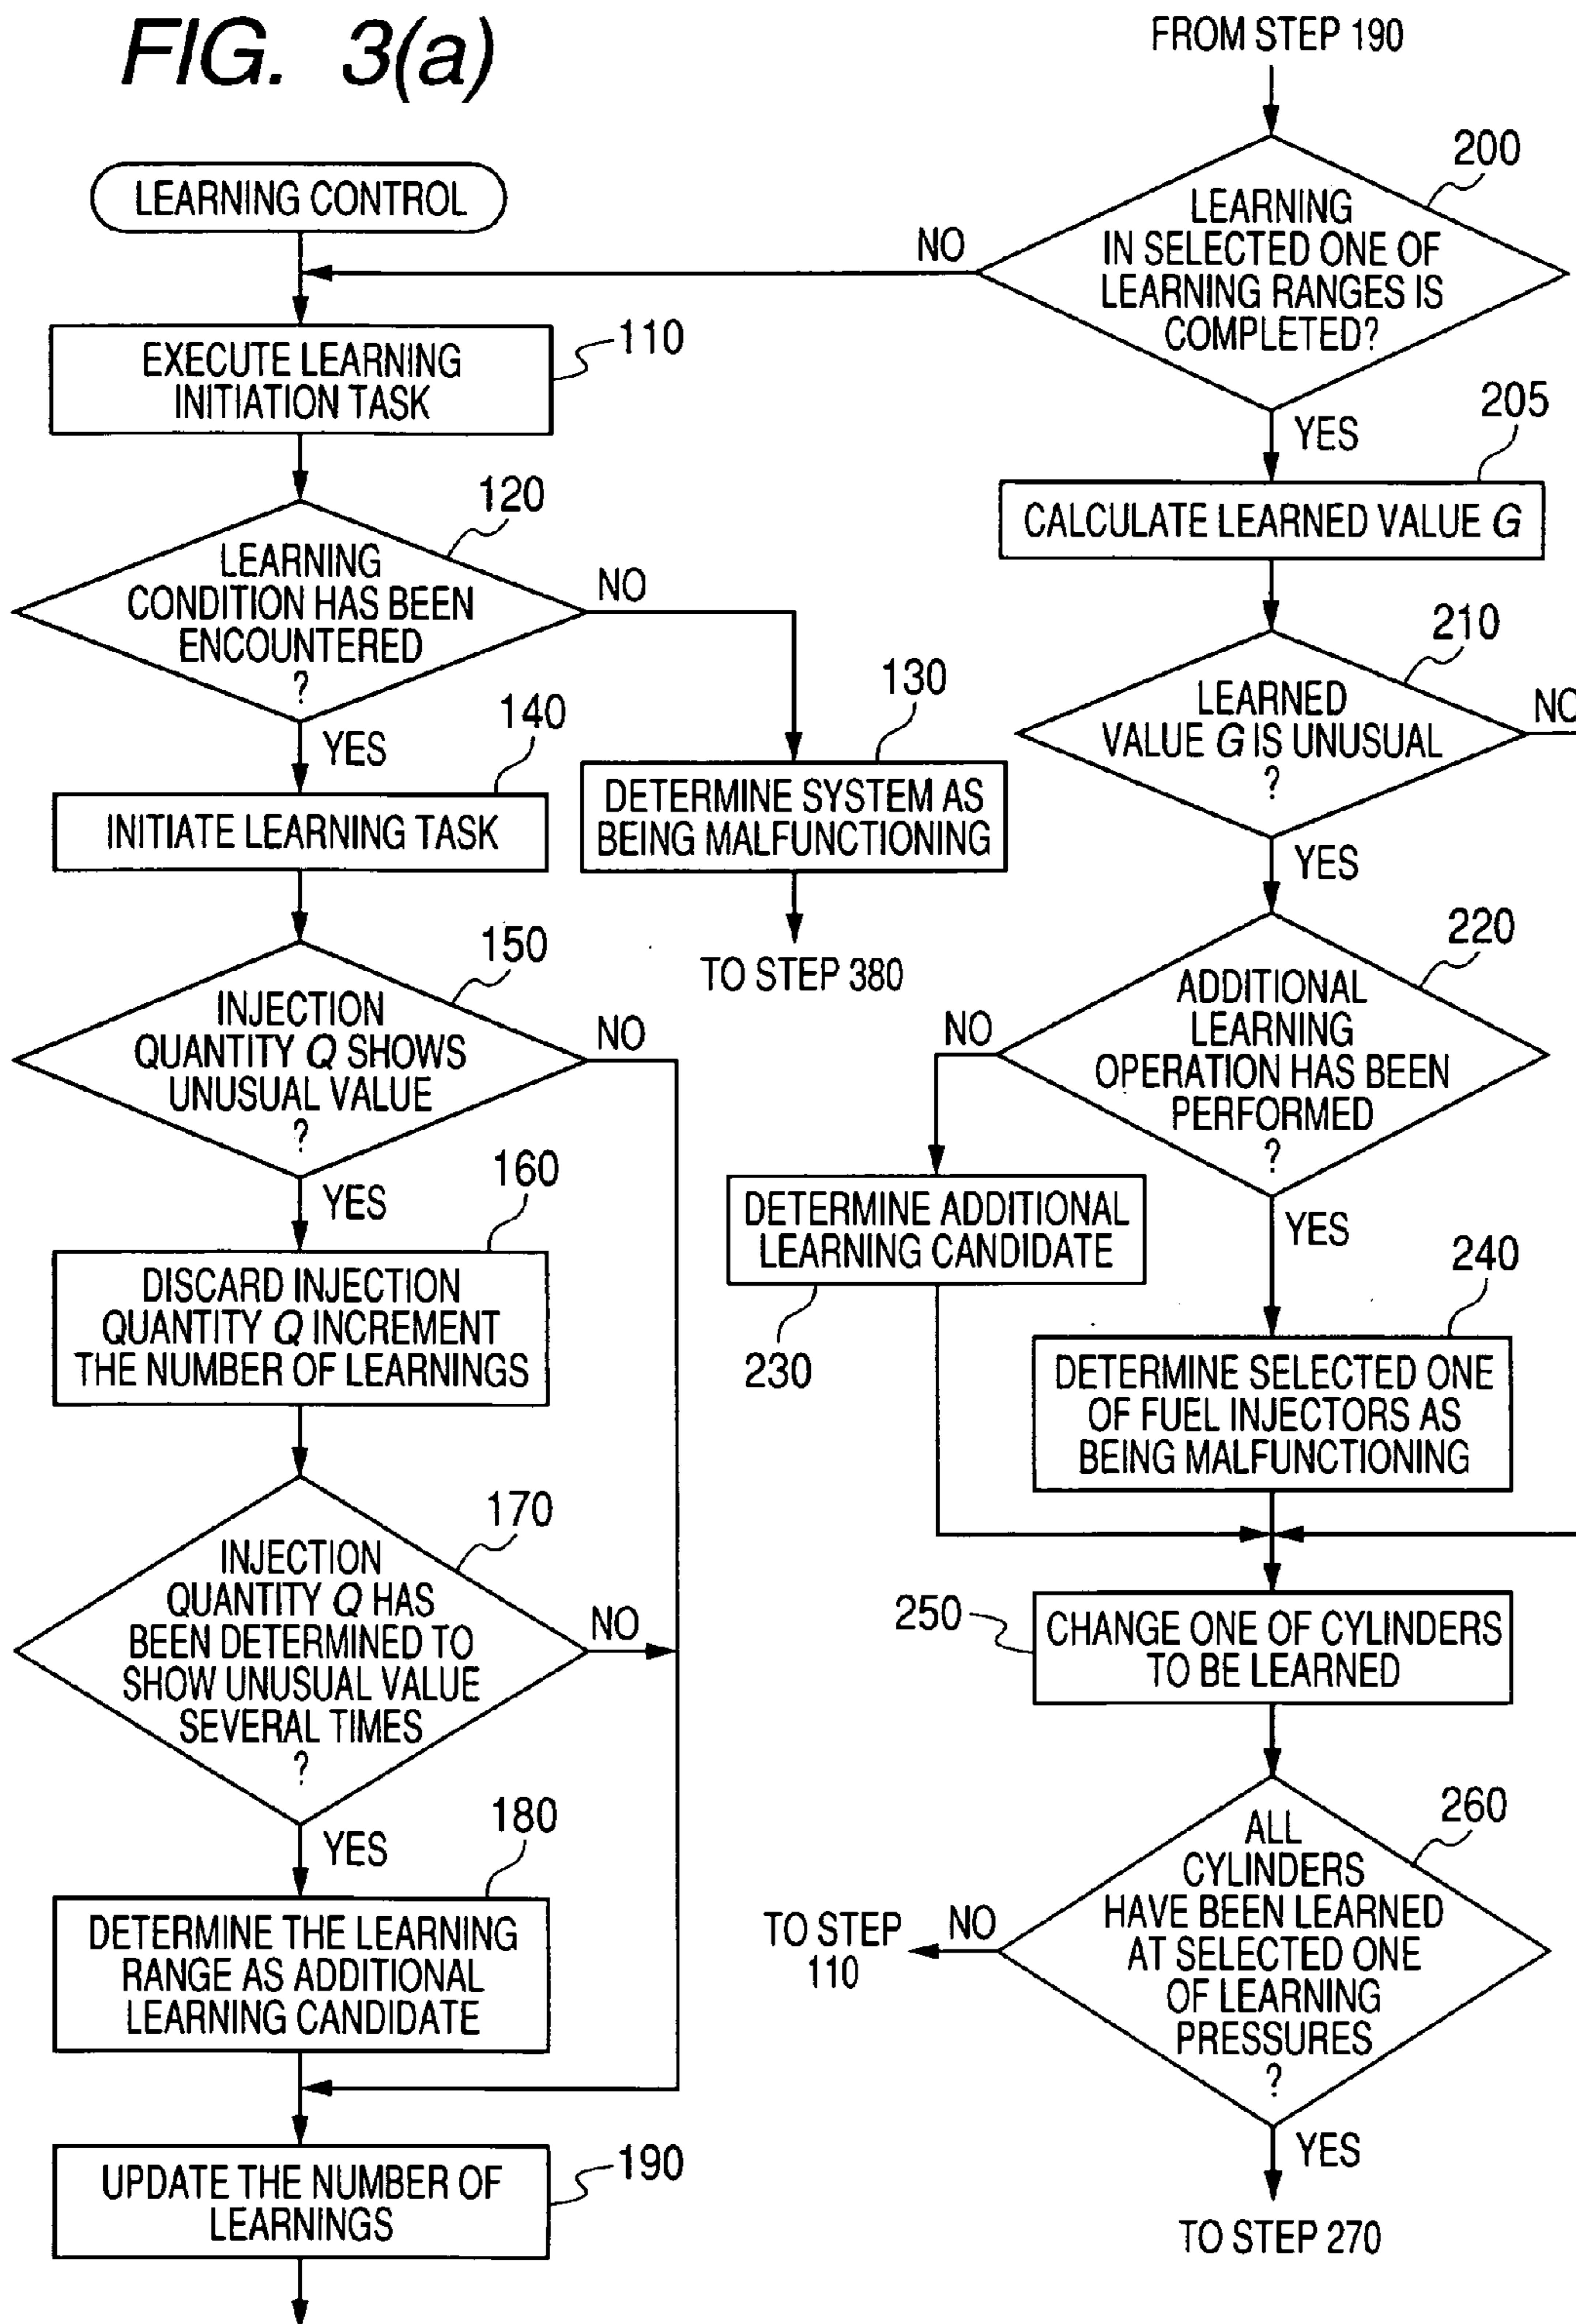 FIG. 3(a)
LEARNING CONTROL
EXECUTE LEARNING
INITIATION TASK
110
120
LEARNING
CONDITION HAS BEEN
ENCOUNTERED
?
NO
YES
130
DETERMINE SYSTEM AS
BEING MALFUNCTIONING
TO STEP 380
140
INITIATE LEARNING TASK
150
INJECTION
QUANTITY Q SHOWS
UNUSUAL VALUE
?
NO
YES
160
DISCARD INJECTION
QUANTITY Q INCREMENT
THE NUMBER OF LEARNINGS
170
INJECTION
QUANTITY Q HAS
BEEN DETERMINED TO
SHOW UNUSUAL VALUE
SEVERAL TIMES
?
NO
YES
180
DETERMINE THE LEARNING
RANGE AS ADDITIONAL
LEARNING CANDIDATE
190
UPDATE THE NUMBER OF
LEARNINGS
FROM STEP 190
200
LEARNING
IN SELECTED ONE OF
LEARNING RANGES IS
COMPLETED?
NO
YES
205
CALCULATE LEARNED VALUE G
210
LEARNED
VALUE G IS UNUSUAL
?
NO
YES
220
ADDITIONAL
LEARNING
OPERATION HAS BEEN
PERFORMED
?
NO
YES
DETERMINE ADDITIONAL
LEARNING CANDIDATE
230
240
DETERMINE SELECTED ONE
OF FUEL INJECTORS AS
BEING MALFUNCTIONING
250
CHANGE ONE OF CYLINDERS
TO BE LEARNED
260
ALL
CYLINDERS
HAVE BEEN LEARNED
AT SELECTED ONE
OF LEARNING
PRESSURES
?
NO
TO STEP
110
YES
TO STEP 270